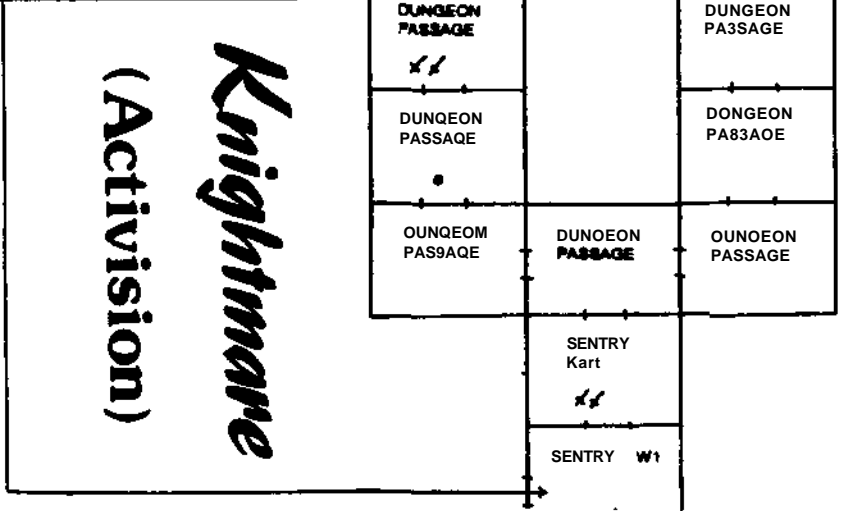 Knightmare
(Activision)
DUNGEON
PASSAGE
DUNQEON
PASSAQE
OUNQEOM
PAS9AQE
DUNOEON
PASSAGE
SENTRY
Kart
SENTRY W1
DUNGEON
PA3SAGE
DONGEON
PA83AOE
OUNOEON
PASSAGE